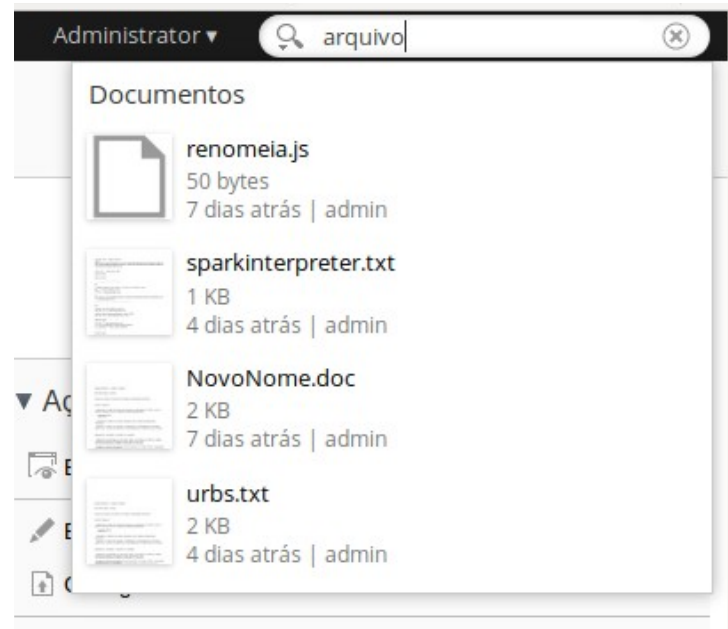 Administrator ▾
arquivo
Documentos
renomeia.js
50 bytes
7 dias atrás | admin
sparkinterpreter.txt
1 KB
4 dias atrás | admin
NovoNome.doc
2 KB
7 dias atrás | admin
urbs.txt
2 KB
4 dias atrás | admin